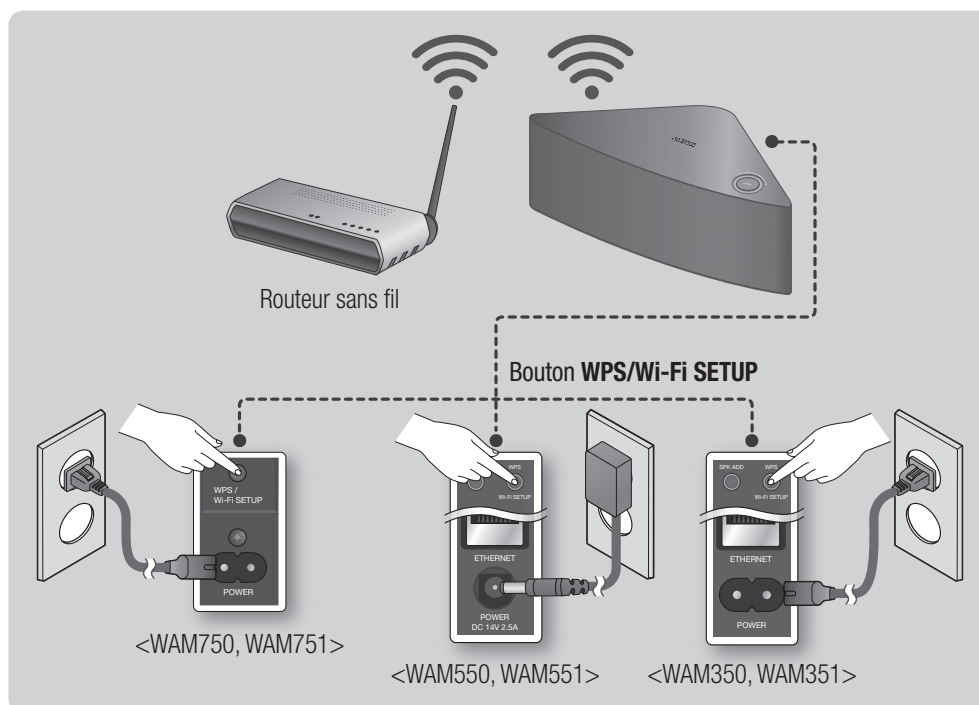 Routeur sans fil
Bouton WPS/Wi-Fi SETUP
WPS /
Wi-Fi SETUP
POWER
<WAM750, WAM751>
WPS
Wi-Fi SETUP
ETHERNET
POWER
DC 14V 2.5A
<WAM550, WAM551>
SPK ADD
WPS
Wi-Fi SETUP
ETHERNET
POWER
<WAM350, WAM351>